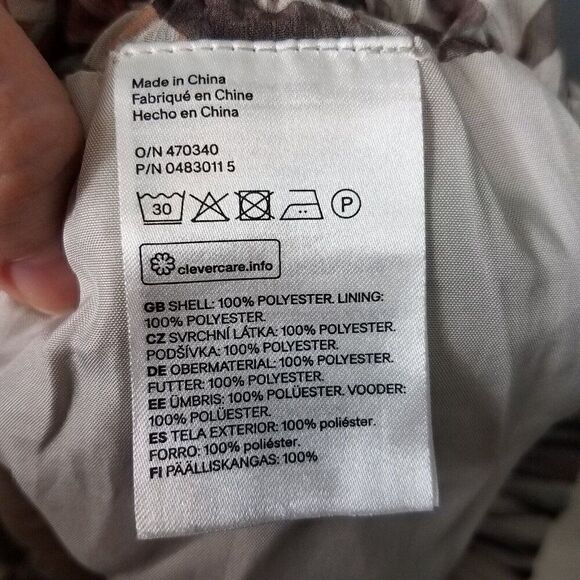 Made in China
Fabriqué en Chine
Hecho en China
O/N 470340
P/N 0483011 5
30 P
clevercare.info
GB SHELL: 100% POLYESTER. LINING:
100% POLYESTER.
CZ SVRCHNÍ LÁTKA: 100% POLYESTER.
PODŠÍVKA: 100% POLYESTER.
DE OBERMATERIAL: 100% POLYESTER.
FUTTER: 100% POLYESTER.
EE ÜMBRIS: 100% POLÜESTER. VOODER:
100% POLÜESTER.
ES TELA EXTERIOR: 100% poliéster.
FORRO: 100% poliéster.
FI PÄÄLLISKANGAS: 100%